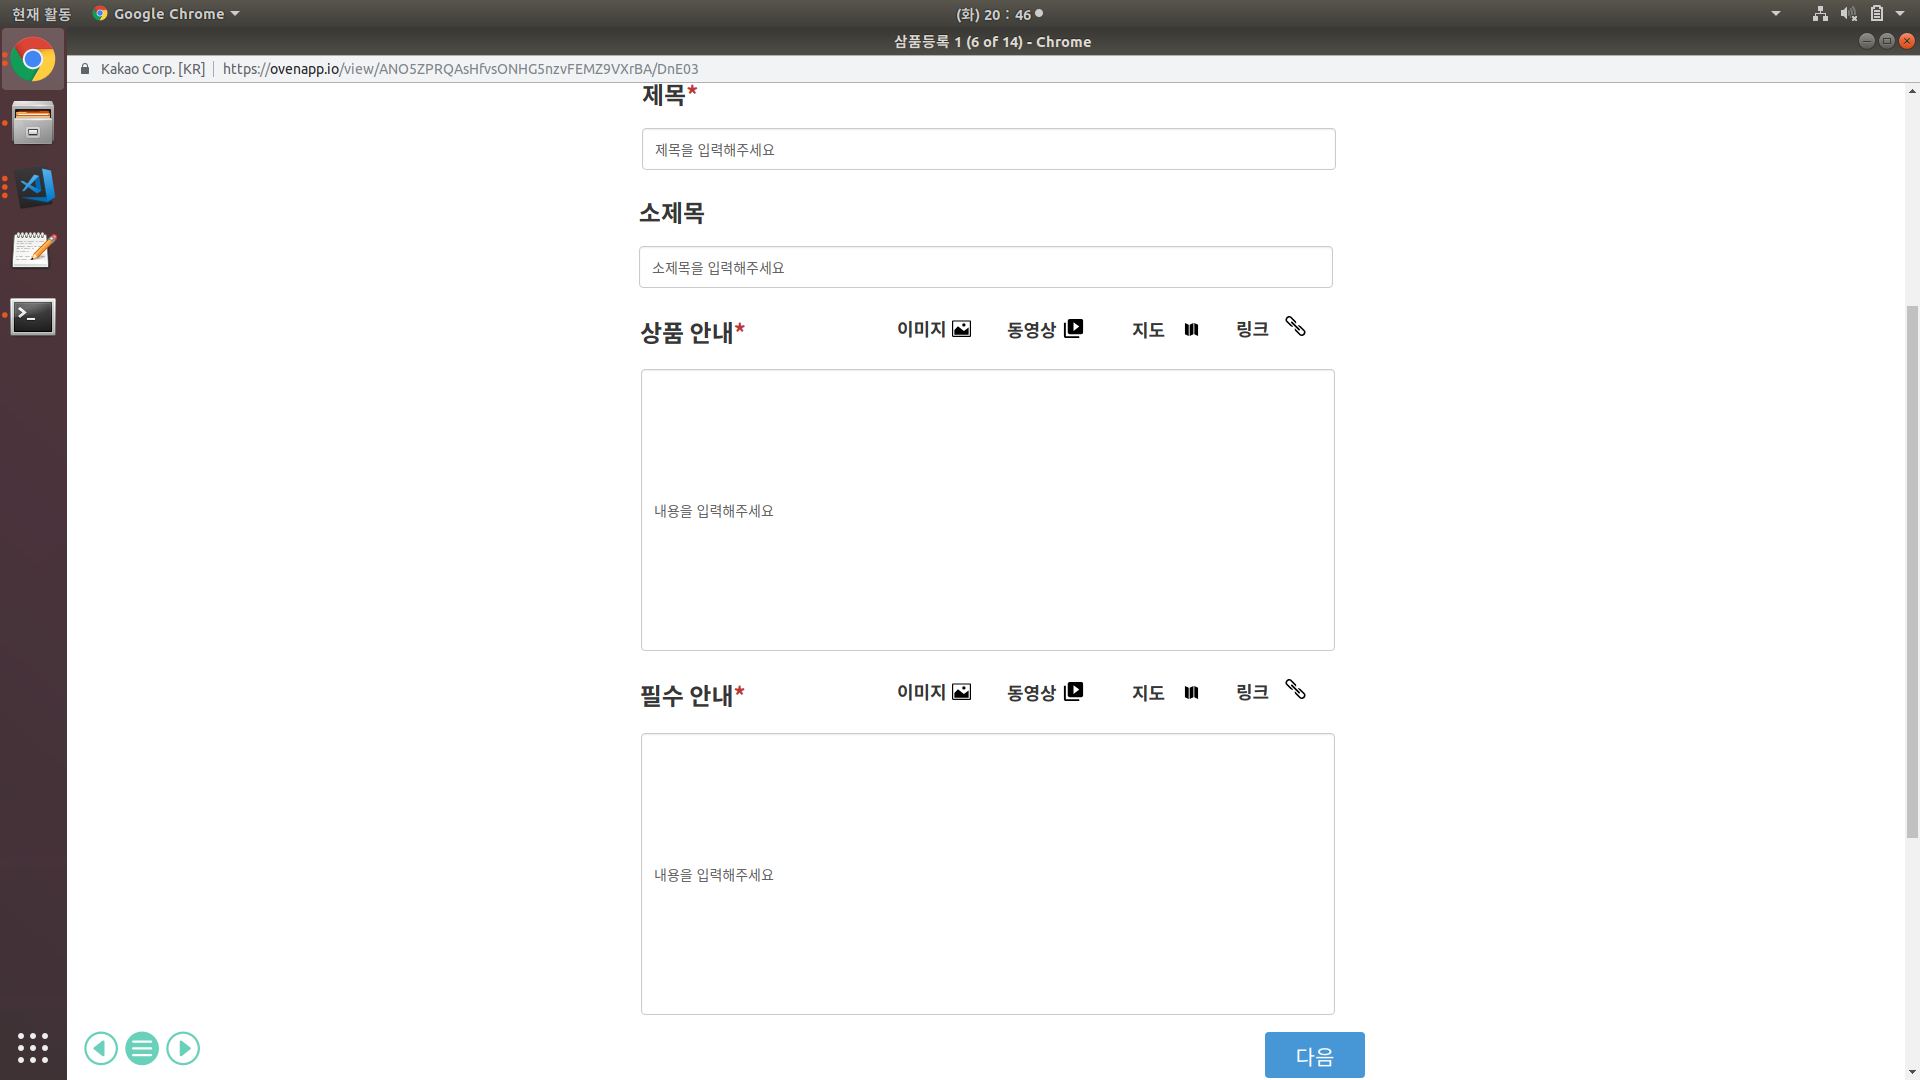 현재 활동 Google Chrome (화) 20 : 46
삼품등록 1 (6 of 14) - Chrome
Kakao Corp. [KR] https://ovenapp.io/view/ANO5ZPRQAsHfvsONHG5nzvFEMZ9VXrBA/DnE03
제목*
제목을 입력해주세요
소제목
소제목을 입력해주세요
상품 안내* 이미지 동영상 지도 링크
내용을 입력해주세요
필수 안내* 이미지 동영상 지도 링크
내용을 입력해주세요
다음